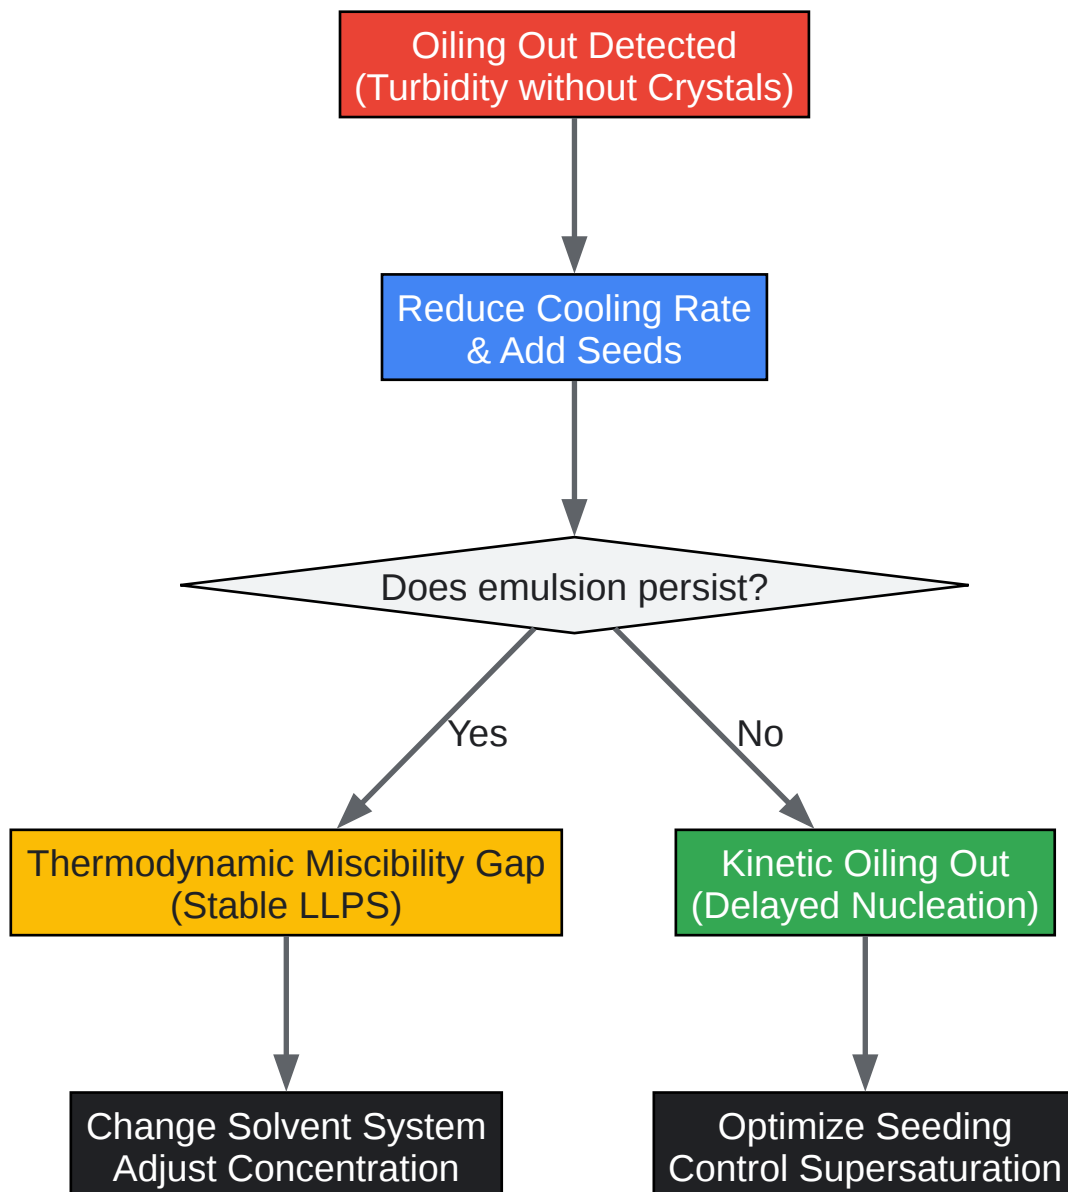 Oiling Out Detected
(Turbidity without Crystals)
Reduce Cooling Rate
& Add Seeds
Does emulsion persist?
Yes
No
Thermodynamic Miscibility Gap
(Stable LLPS)
Kinetic Oiling Out
(Delayed Nucleation)
Change Solvent System
Adjust Concentration
Optimize Seeding
Control Supersaturation